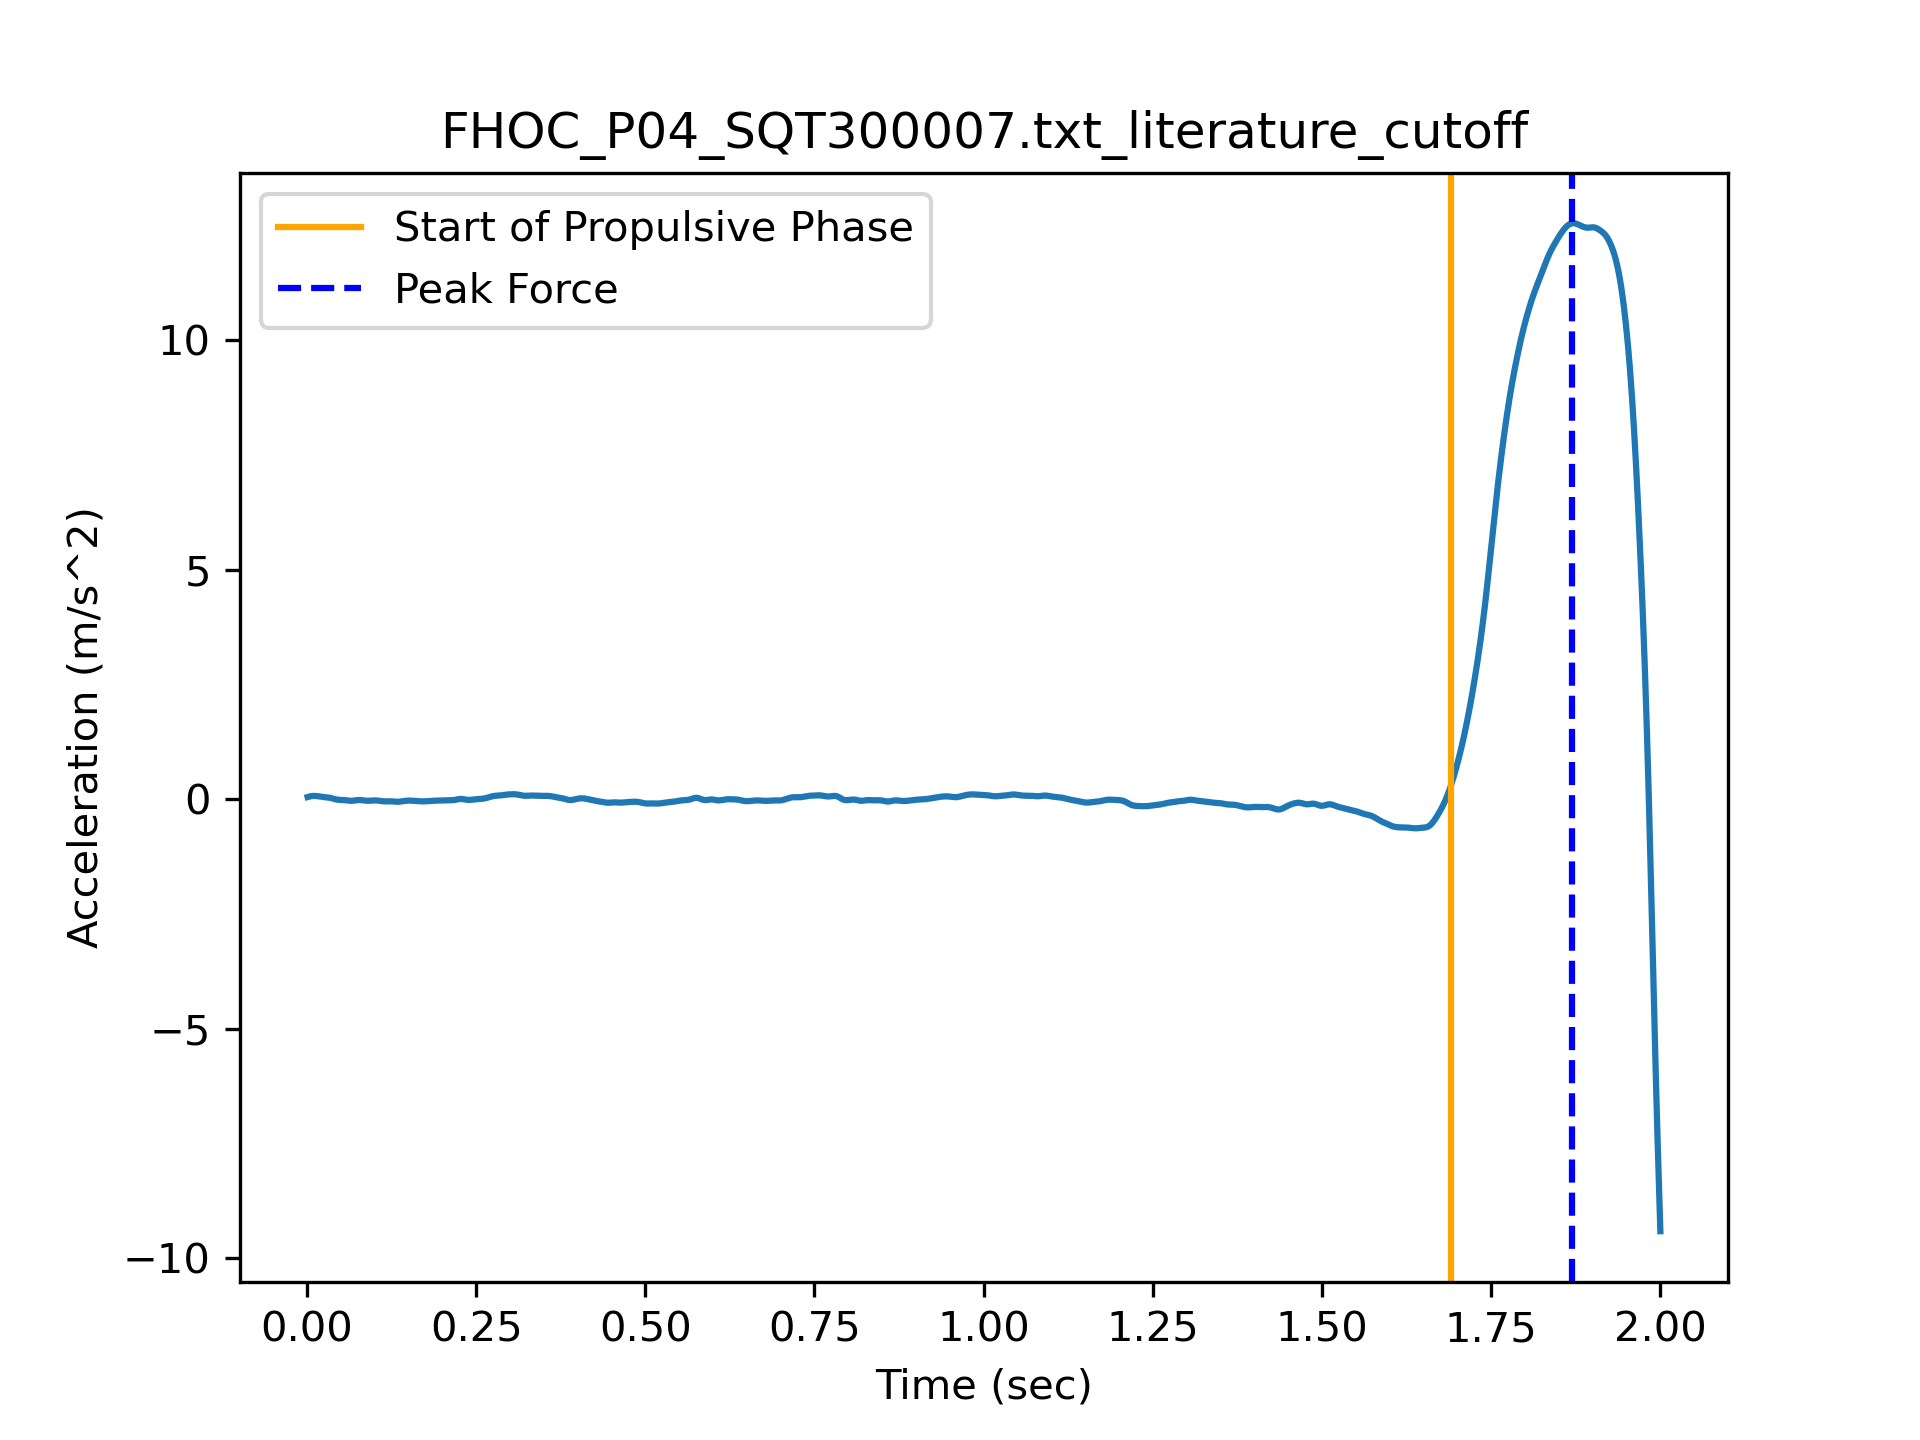 FHOC_P04_SQT300007.txt_literature_cutoff
Start of Propulsive Phase
Peak Force
10
5
0
−5
−10
Acceleration (m/s^2)
0.00 0.25 0.50 0.75 1.00 1.25 1.50 1.75 2.00
Time (sec)